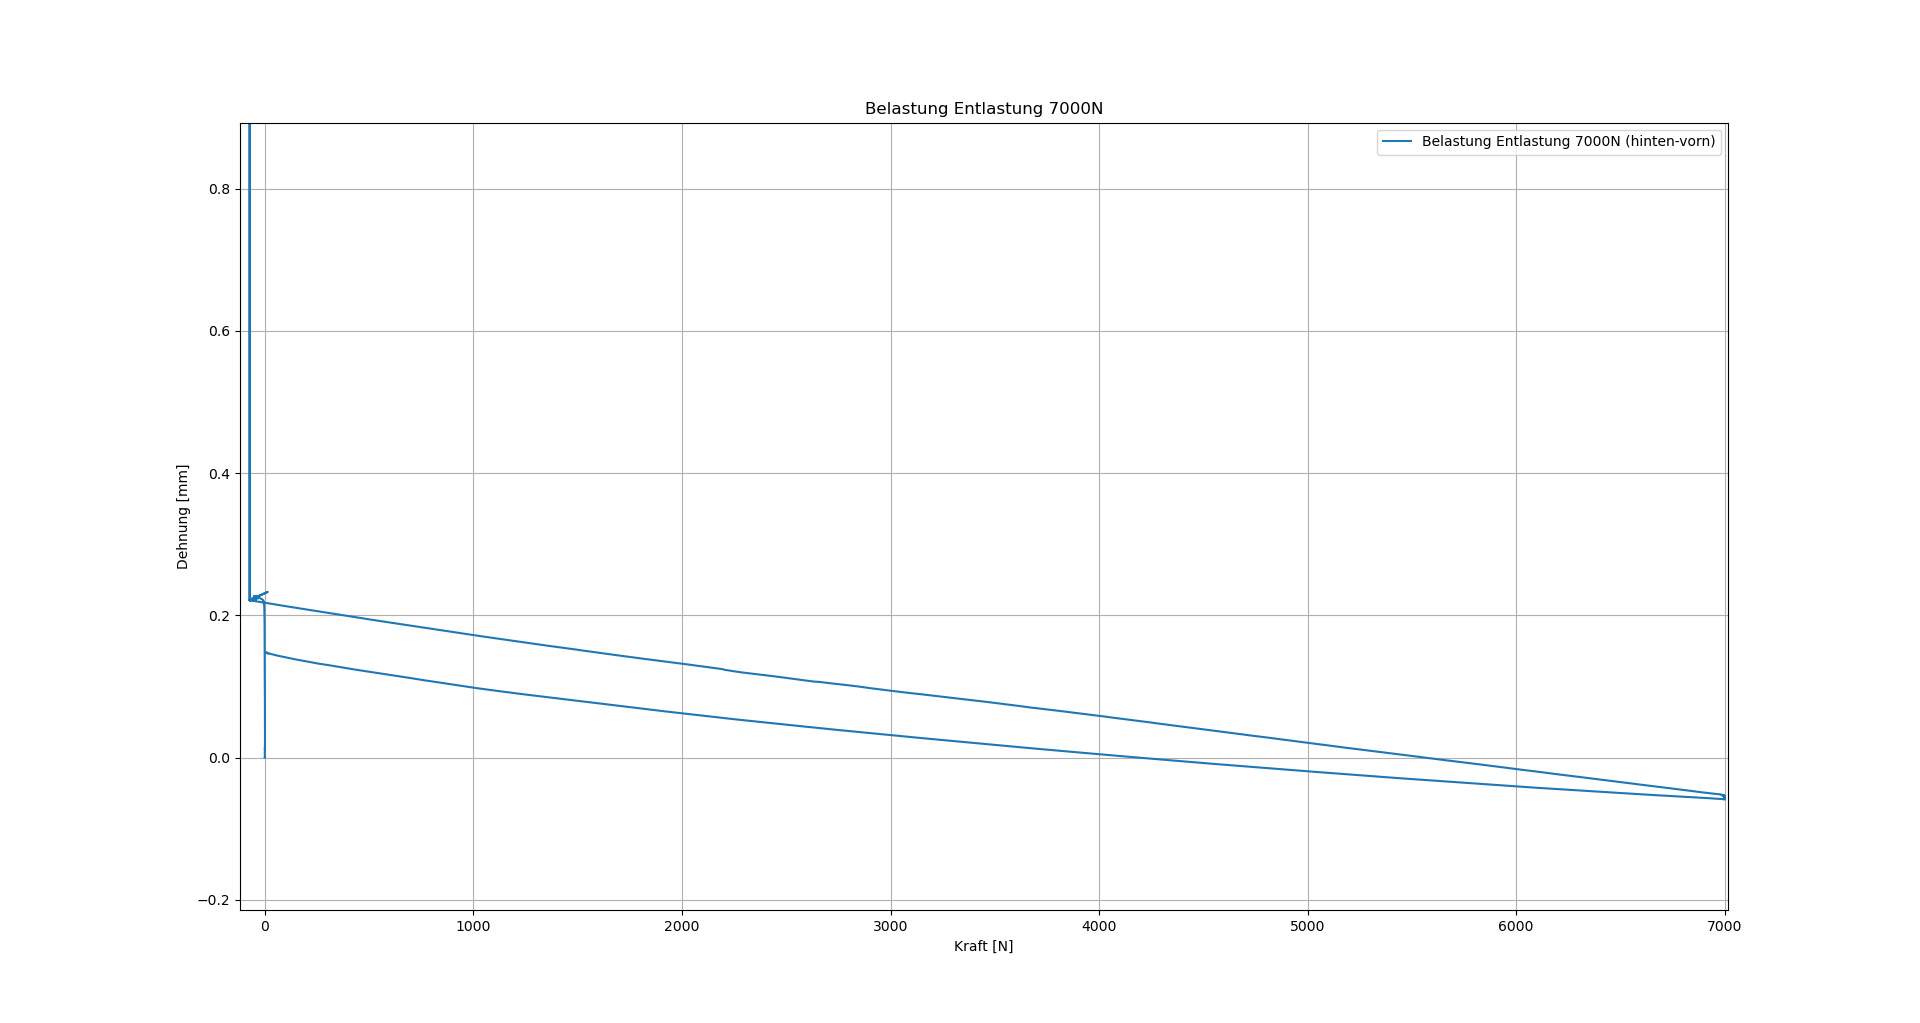 Belastung Entlastung 7000N
Belastung Entlastung 7000N (hinten-vorn)
Dehnung [mm]
0.8
0.6
0.4
0.2
0.0
−0.2
0 1000 2000 3000 4000 5000 6000 7000
Kraft [N]